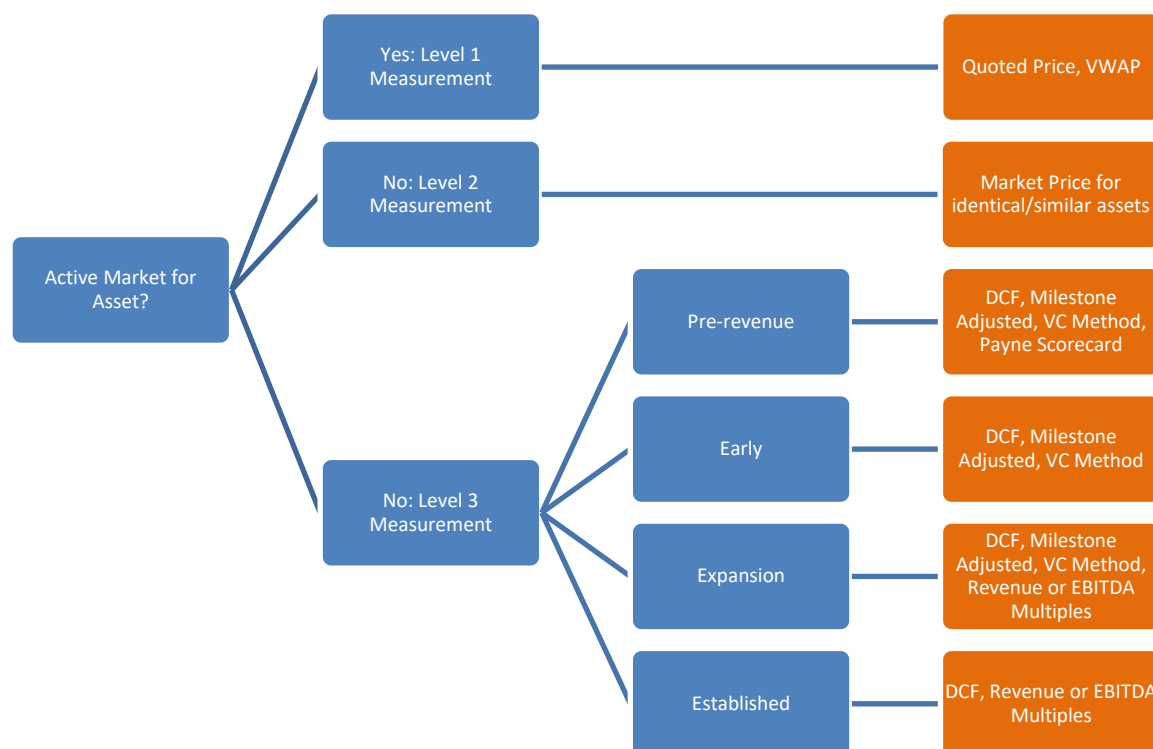 Active Market for
Asset?
Yes: Level 1
Measurement
Quoted Price, VWAP
No: Level 2
Measurement
Market Price for
identical/similar assets
No: Level 3
Measurement
Pre-revenue
DCF, Milestone
Adjusted, VC Method,
Payne Scorecard
Early
DCF, Milestone
Adjusted, VC Method
Expansion
DCF, Milestone
Adjusted, VC Method,
Revenue or EBITDA
Multiples
Established
DCF, Revenue or EBITDA
Multiples